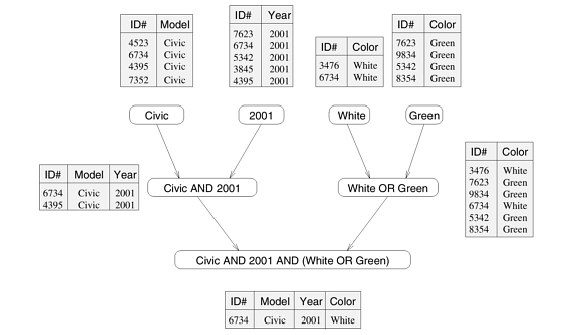 ID# Model
4523 Civic
6734 Civic
4395 Civic
7352 Civic
ID# Year
7623 2001
6734 2001
5342 2001
3845 2001
4395 2001
ID# Color
3476 White
6734 White
ID# Color
7623 Green
9834 Green
5342 Green
8354 Green
Civic
2001
White
Green
ID# Model Year
6734 Civic 2001
4395 Civic 2001
Civic AND 2001
White OR Green
ID# Color
3476 White
7623 Green
9834 Green
6734 White
5342 Green
8354 Green
Civic AND 2001 AND (White OR Green)
ID# Model Year Color
6734 Civic 2001 White